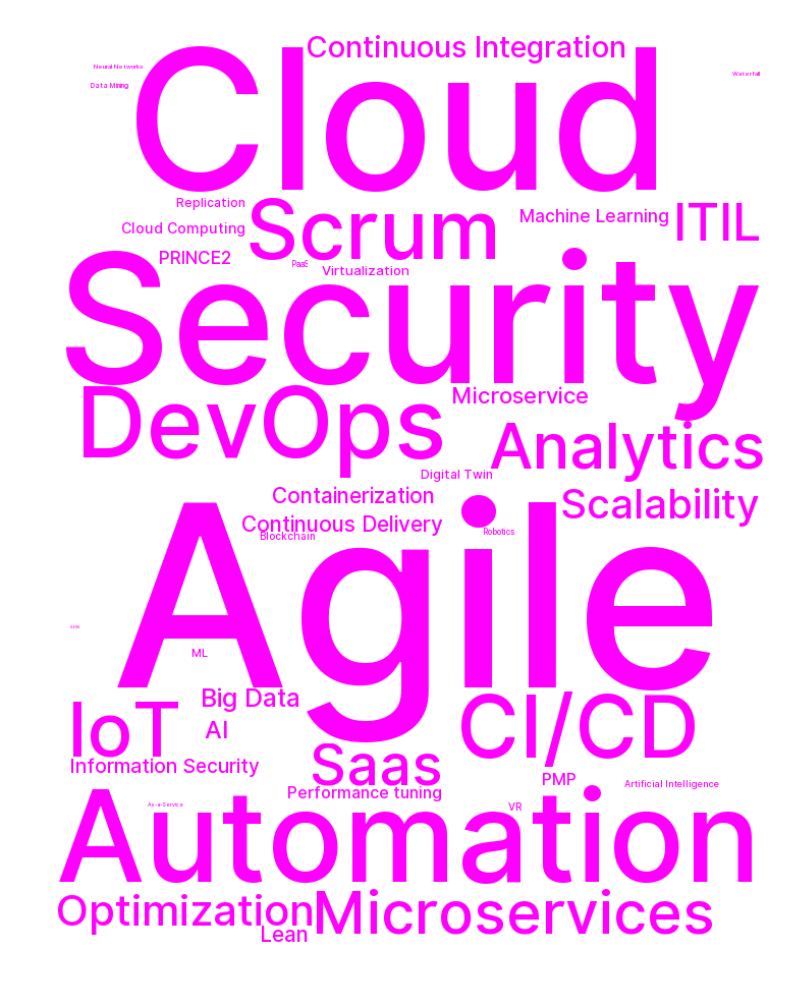 Continuous Integration
Cloud
Neural Networks
Waterfall
Data Mining
Replication
Scrum
Machine Learning
ITIL
Cloud Computing
PRINCE2
PaaS
Virtualization
Security
DevOps
Microservice
Analytics
Digital Twin
Containerization
Scalability
Continuous Delivery
Blockchain
Robotics
Agile
ML
Big Data
IoT
AI
CI/CD
Information Security
Saas
Performance tuning
PMP
Artificial Intelligence
As-a-Service
VR
Automation
Optimization
Microservices
Lean